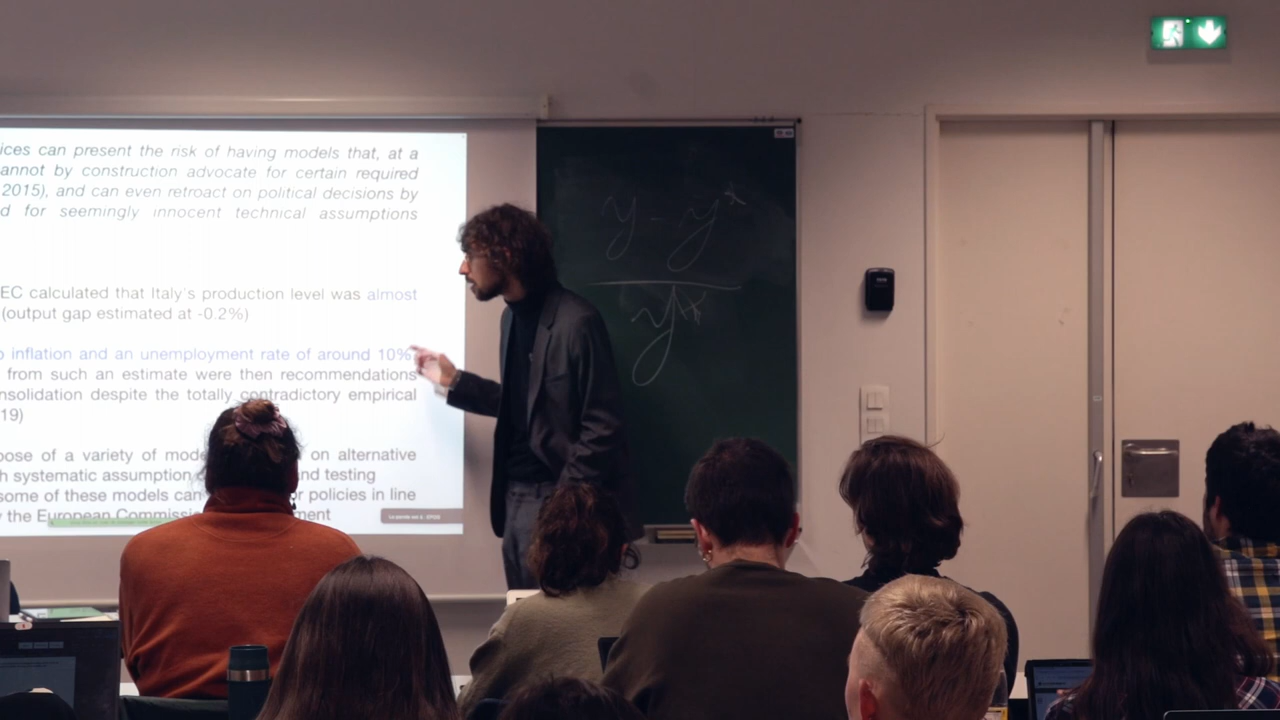 ices can present the risk of having models that, at a
annot by construction advocate for certain required
2015), and can even retroact on political decisions by
d for seemingly innocent technical assumptions
EC calculated that Italy's production level was almost
(output gap estimated at -0.2%)
o inflation and an unemployment rate of around 10%
from such an estimate were then recommendations
nsolidation despite the totally contradictory empirical
19)
pose of a variety of mode on alternative
h systematic assumption and testing
some of these models can or policies in line
y the European Commiss ment
y - y*
y*